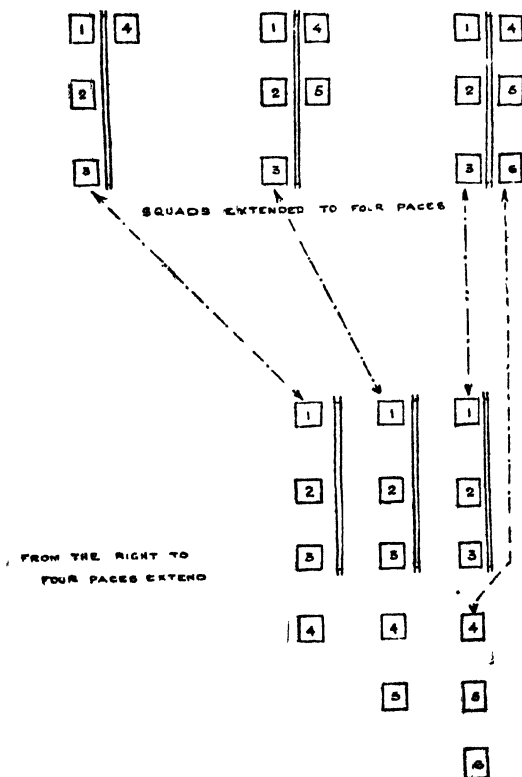 1 4 1 4 1 4
2 2 5 2 5
3 3 3 6
SQUADS EXTENDED TO FOUR PACES
1 1 1
2 2 2
3 3 3
FROM THE RIGHT TO
FOUR PACES EXTEND
4 4 4
5 5
6